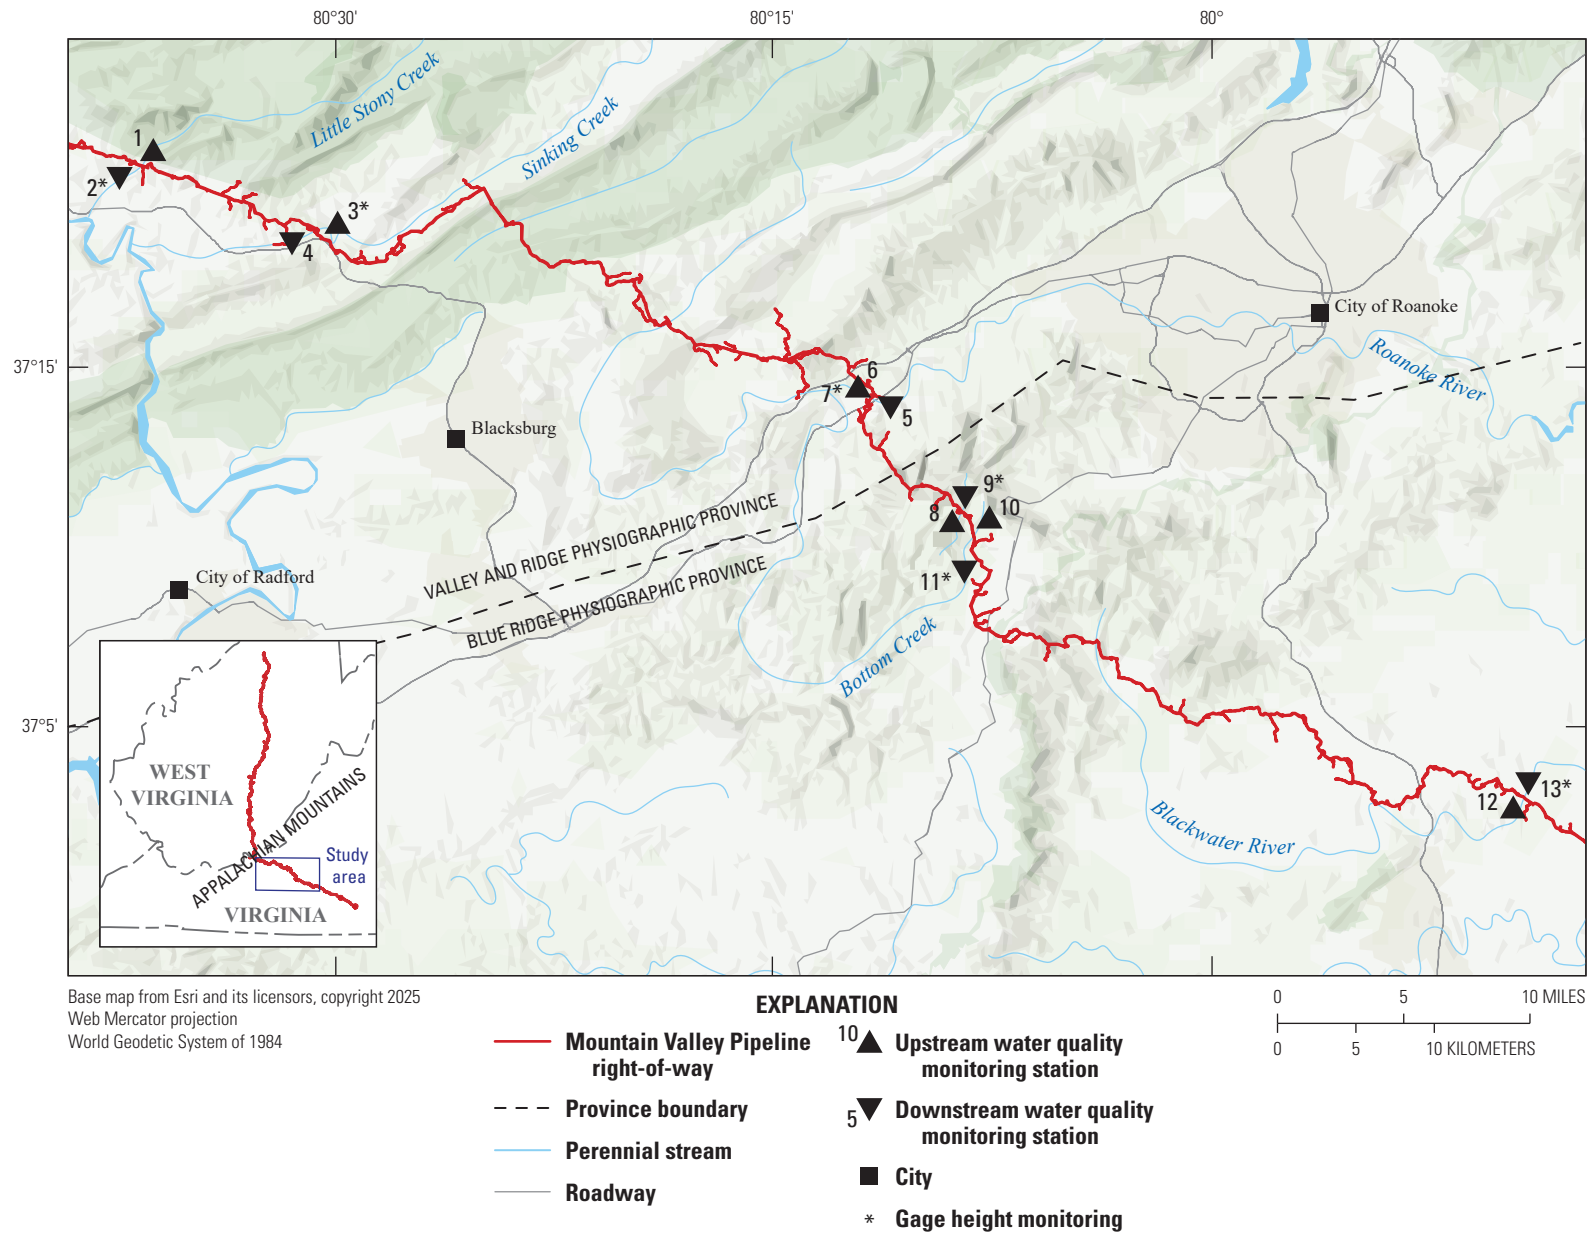 80°30'
80°15'
80°
Little Stony Creek
Sinking Creek
1
2*
3*
4
City of Roanoke
Roanoke River
37°15'
6
7*
5
Blacksburg
9*
8
10
VALLEY AND RIDGE PHYSIOGRAPHIC PROVINCE
BLUE RIDGE PHYSIOGRAPHIC PROVINCE
11*
City of Radford
Bottom Creek
37°5'
WEST
VIRGINIA
APPALACHIAN MOUNTAINS
Study
area
VIRGINIA
Blackwater River
12
13*
Base map from Esri and its licensors, copyright 2025
Web Mercator projection
World Geodetic System of 1984
EXPLANATION
Mountain Valley Pipeline
right-of-way
Province boundary
Perennial stream
Roadway
10
Upstream water quality
monitoring station
5
Downstream water quality
monitoring station
City
* Gage height monitoring
0 5 10 MILES
0 5 10 KILOMETERS